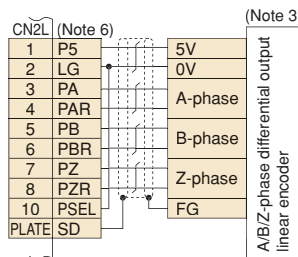 (Note 3
CN2L (Note 6)
1 P5 5V
2 LG 0V
3 PA
4 PAR
A-phase
5 PB
6 PBR
B-phase
7 PZ
8 PZR
Z-phase
10 PSEL FG
PLATE SD
A/B/Z-phase differential output
linear encoder